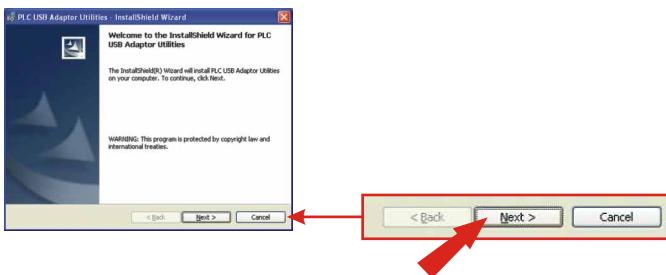 PLC USB Adaptor Utilities - InstallShield Wizard
Welcome to the InstallShield Wizard for PLC
USB Adaptor Utilities
The InstallShield(R) Wizard will install PLC USB Adaptor Utilities
on your computer. To continue, click Next.
WARNING: This program is protected by copyright law and
international treaties.
< Back Next > Cancel
< Back Next > Cancel